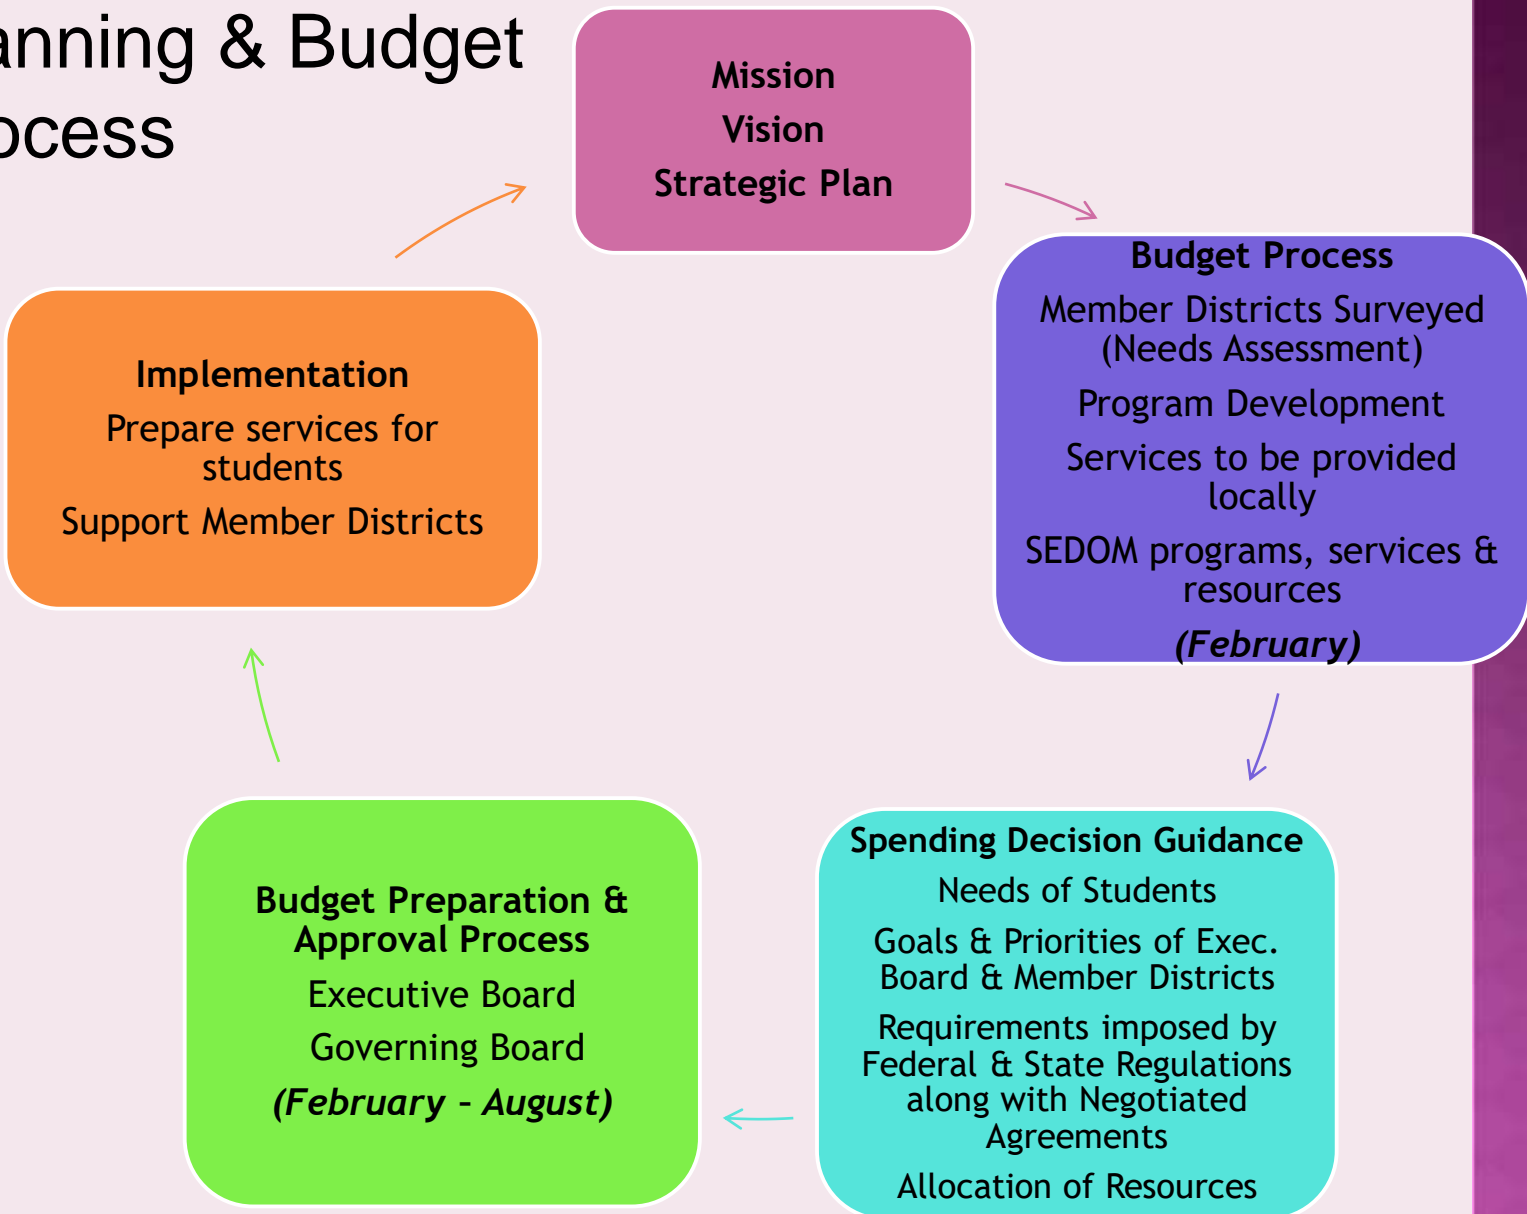 anning & Budget
ocess
Mission
Vision
Strategic Plan
Budget Process
Member Districts Surveyed
(Needs Assessment)
Program Development
Services to be provided
locally
SEDOM programs, services &
resources
(February)
Spending Decision Guidance
Needs of Students
Goals & Priorities of Exec.
Board & Member Districts
Requirements imposed by
Federal & State Regulations
along with Negotiated
Agreements
Allocation of Resources
Budget Preparation &
Approval Process
Executive Board
Governing Board
(February – August)
Implementation
Prepare services for
students
Support Member Districts